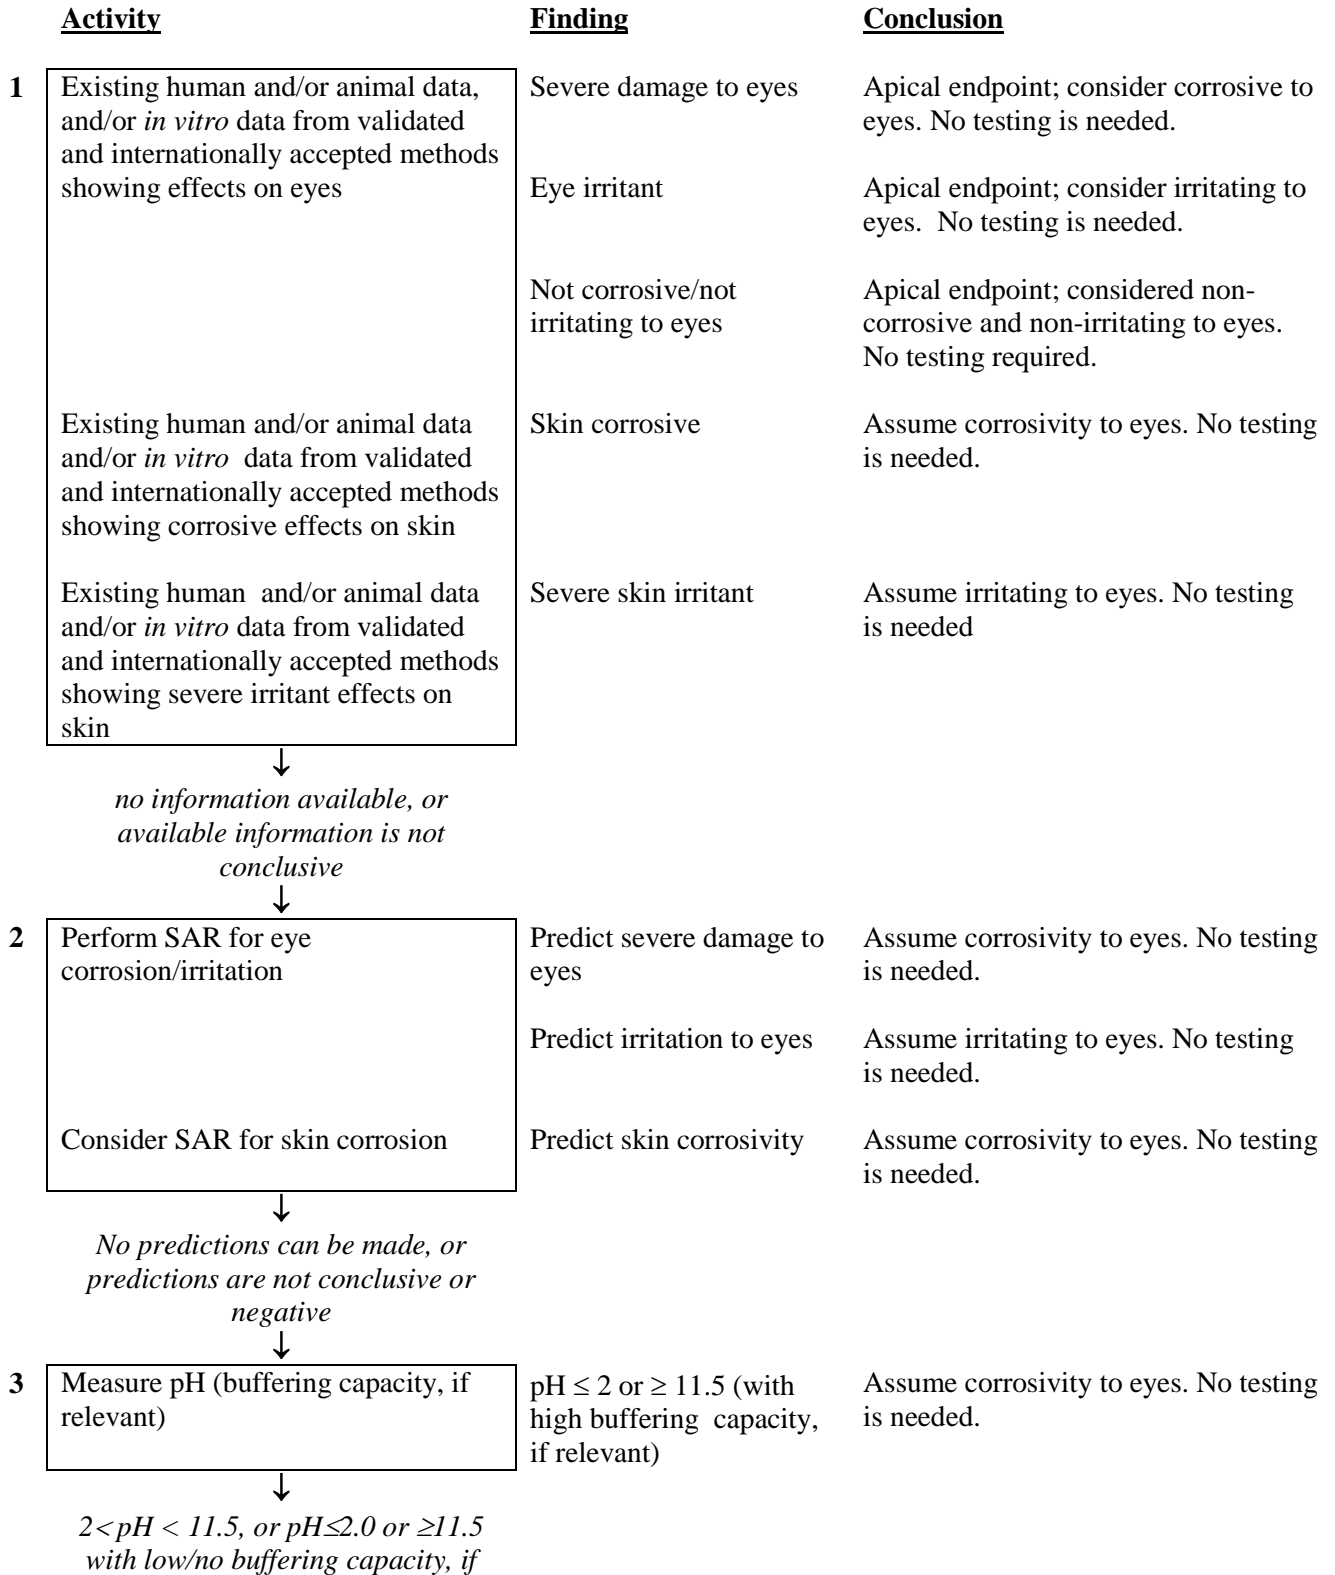 Activity Finding Conclusion
1 Existing human and/or animal data, Severe damage to eyes Apical endpoint; consider corrosive to
and/or in vitro data from validated eyes. No testing is needed.
and internationally accepted methods
showing effects on eyes Eye irritant Apical endpoint; consider irritating to
eyes. No testing is needed.
Not corrosive/not Apical endpoint; considered non-
irritating to eyes corrosive and non-irritating to eyes.
No testing required.
Existing human and/or animal data Skin corrosive Assume corrosivity to eyes. No testing
and/or in vitro data from validated is needed.
and internationally accepted methods
showing corrosive effects on skin
Existing human and/or animal data Severe skin irritant Assume irritating to eyes. No testing
and/or in vitro data from validated is needed
and internationally accepted methods
showing severe irritant effects on
skin
↓
no information available, or
available information is not
conclusive
↓
2 Perform SAR for eye Predict severe damage to Assume corrosivity to eyes. No testing
corrosion/irritation eyes is needed.
Predict irritation to eyes Assume irritating to eyes. No testing
is needed.
Consider SAR for skin corrosion Predict skin corrosivity Assume corrosivity to eyes. No testing
is needed.
↓
No predictions can be made, or
predictions are not conclusive or
negative
↓
3 Measure pH (buffering capacity, if pH ≤ 2 or ≥ 11.5 (with Assume corrosivity to eyes. No testing
relevant) high buffering capacity, is needed.
if relevant)
↓
2< pH < 11.5, or pH≤2.0 or ≥11.5
with low/no buffering capacity, if